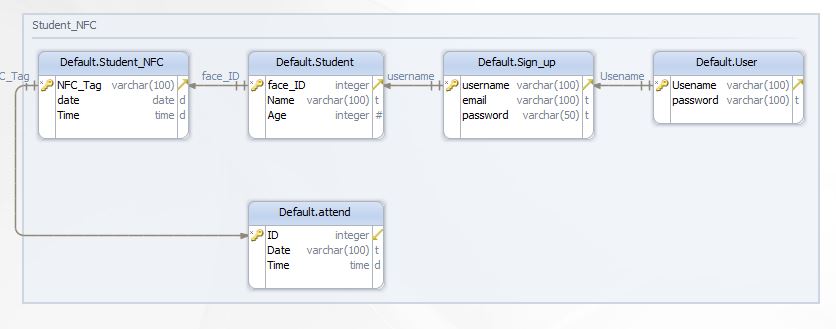 Student_NFC
Default.Student_NFC
NFC_Tag varchar(100)
date date d
Time time d
C_Tag
face_ID
Default.Student
face_ID integer
Name varchar(100) t
Age integer #
username
Default.Sign_up
username varchar(100)
email varchar(100) t
password varchar(50) t
Usename
Default.User
Usename varchar(100)
password varchar(100) t
Default.attend
ID integer
Date varchar(100) t
Time time d